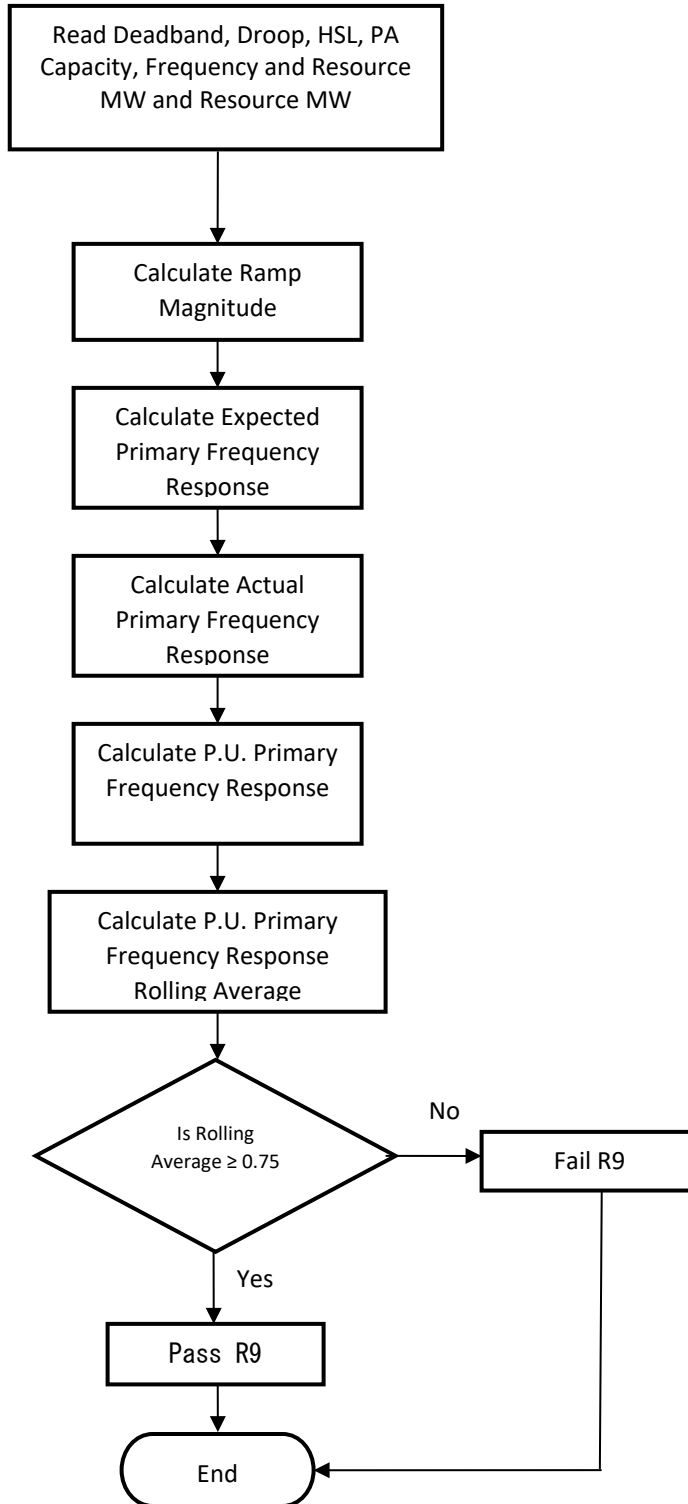 Read Deadband, Droop, HSL, PA
Capacity, Frequency and Resource
MW and Resource MW
Calculate Ramp
Magnitude
Calculate Expected
Primary Frequency
Response
Calculate Actual
Primary Frequency
Response
Calculate P.U. Primary
Frequency Response
Calculate P.U. Primary
Frequency Response
Rolling Average
Is Rolling
Average ≥ 0.75
No
Fail R9
Yes
Pass R9
End